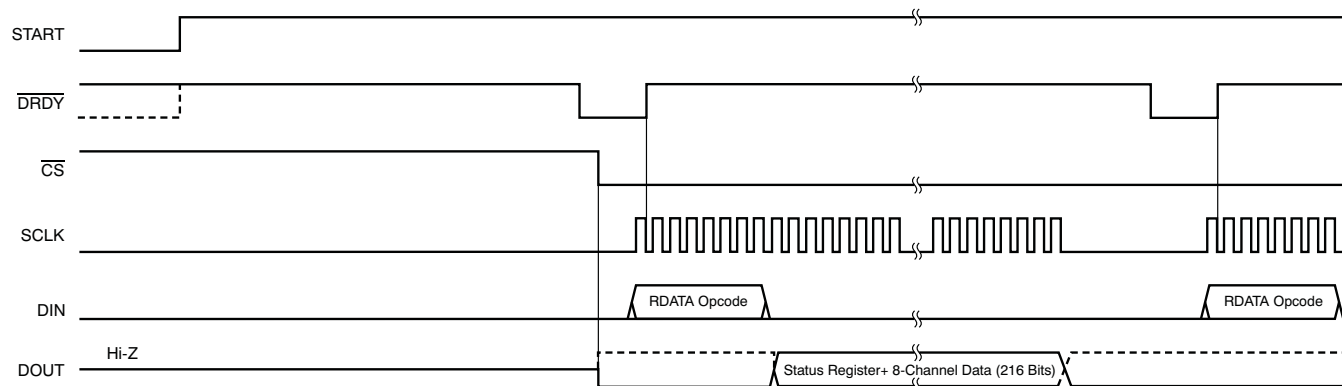 START
DRDY
CS
SCLK
DIN
RDATA Opcode
RDATA Opcode
Hi-Z
DOUT
Status Register+ 8-Channel Data (216 Bits)